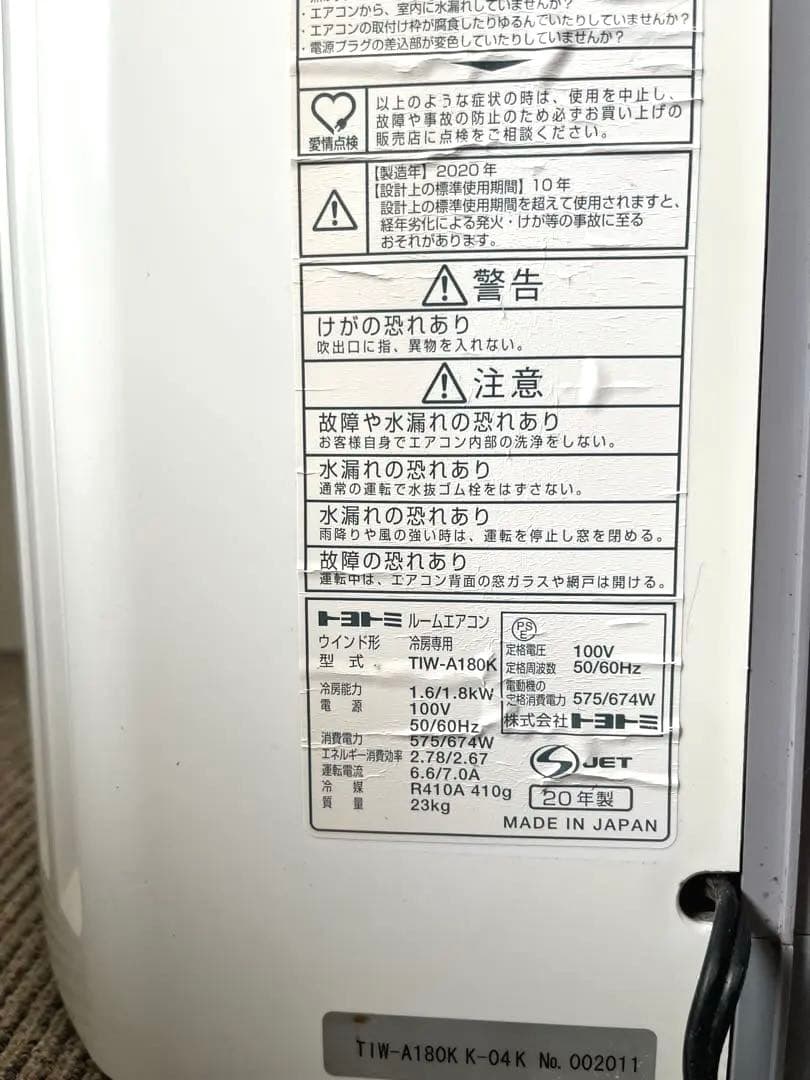 ・エアコンから、室内に水漏れしていませんか？
・エアコンの取付け枠が腐食したりゆるんでいたりしていませんか？
・電源プラグの差込部が変色していたりしていませんか？
愛情点検
以上のような症状の時は、使用を中止し、
故障や事故の防止のため必ずお買い上げの
販売店に点検をご相談ください。
【製造年】2020年
【設計上の標準使用期間】10年
設計上の標準使用期間を超えて使用されますと、
経年劣化による発火・けが等の事故に至る
おそれがあります。
警告
けがの恐れあり
吹出口に指、異物を入れない。
注意
故障や水漏れの恐れあり
お客様自身でエアコン内部の洗浄をしない。
水漏れの恐れあり
通常の運転で水抜ゴム栓をはずさない。
水漏れの恐れあり
雨降りや風の強い時は、運転を停止し窓を閉める。
故障の恐れあり
運転中は、エアコン背面の窓ガラスや網戸は開ける。
トヨトミ ルームエアコン
ウインド形 冷房専用
型式 TIW-A180K
冷房能力 1.6/1.8kW
電源 100V
50/60Hz
消費電力 575/674W
エネルギー消費効率 2.78/2.67
運転電流 6.6/7.0A
冷媒 R410A 410g
質量 23kg
PS
E
定格電圧 100V
定格周波数 50/60Hz
電動機の
定格消費電力 575/674W
株式会社トヨトミ
S JET
20年製
MADE IN JAPAN
TIW-A180K K-04K No. 002011